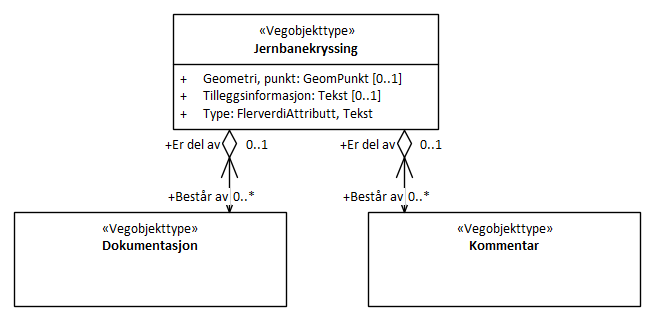 «Vegobjekttype»
Jernbanekryssing
+ Geometri, punkt: GeomPunkt [0..1]
+ Tilleggsinformasjon: Tekst [0..1]
+ Type: FlerverdiAttributt, Tekst
+Er del av 0..1
+Er del av 0..1
+Består av 0..*
+Består av 0..*
«Vegobjekttype»
Dokumentasjon
«Vegobjekttype»
Kommentar